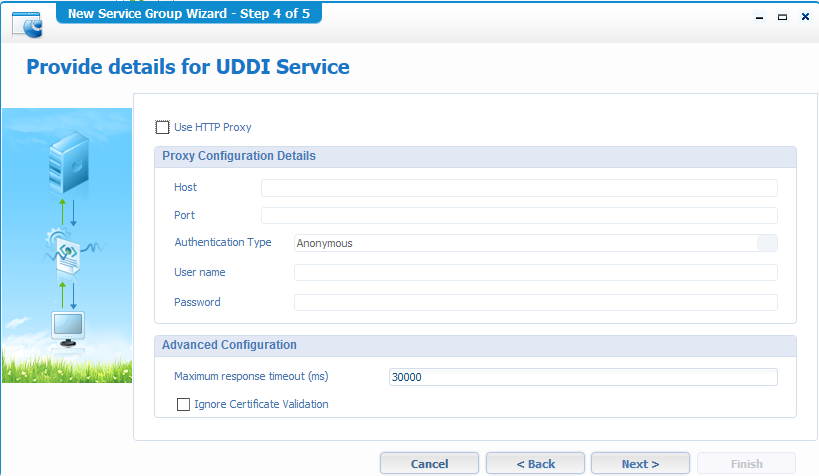 New Service Group Wizard - Step 4 of 5
Provide details for UDDI Service
Use HTTP Proxy
Proxy Configuration Details
Host
Port
Authentication Type Anonymous
User name
Password
Advanced Configuration
Maximum response timeout (ms) 30000
Ignore Certificate Validation
Cancel < Back Next > Finish